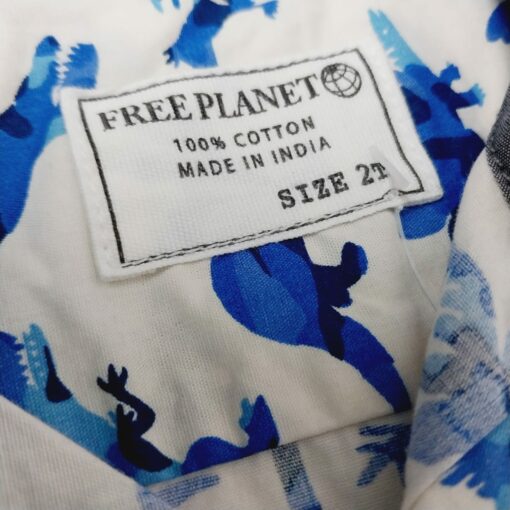 FREE PLANET
100% COTTON
MADE IN INDIA
SIZE 2T